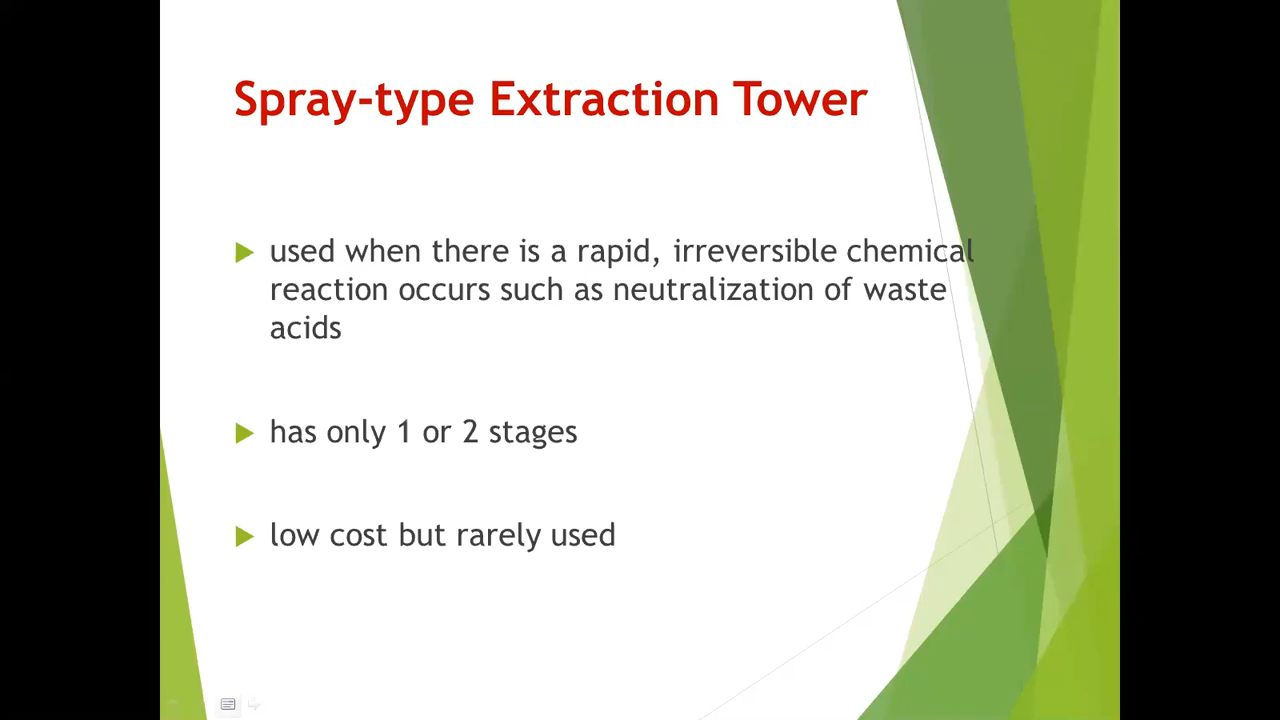 Spray-type Extraction Tower
used when there is a rapid, irreversible chemical
reaction occurs such as neutralization of waste
acids
has only 1 or 2 stages
low cost but rarely used